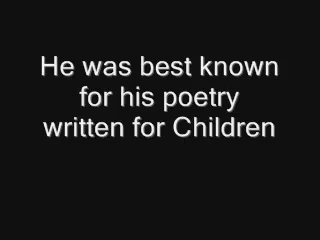 He was best known
for his poetry
written for Children